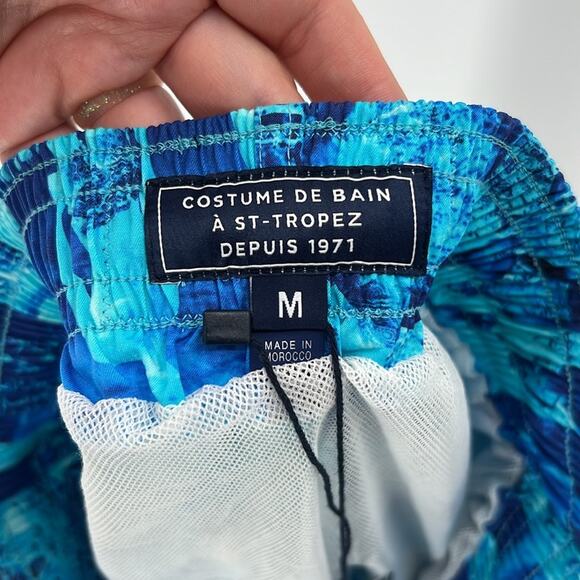 COSTUME DE BAIN
À ST-TROPEZ
DEPUIS 1971
M
MADE IN
MOROCCO